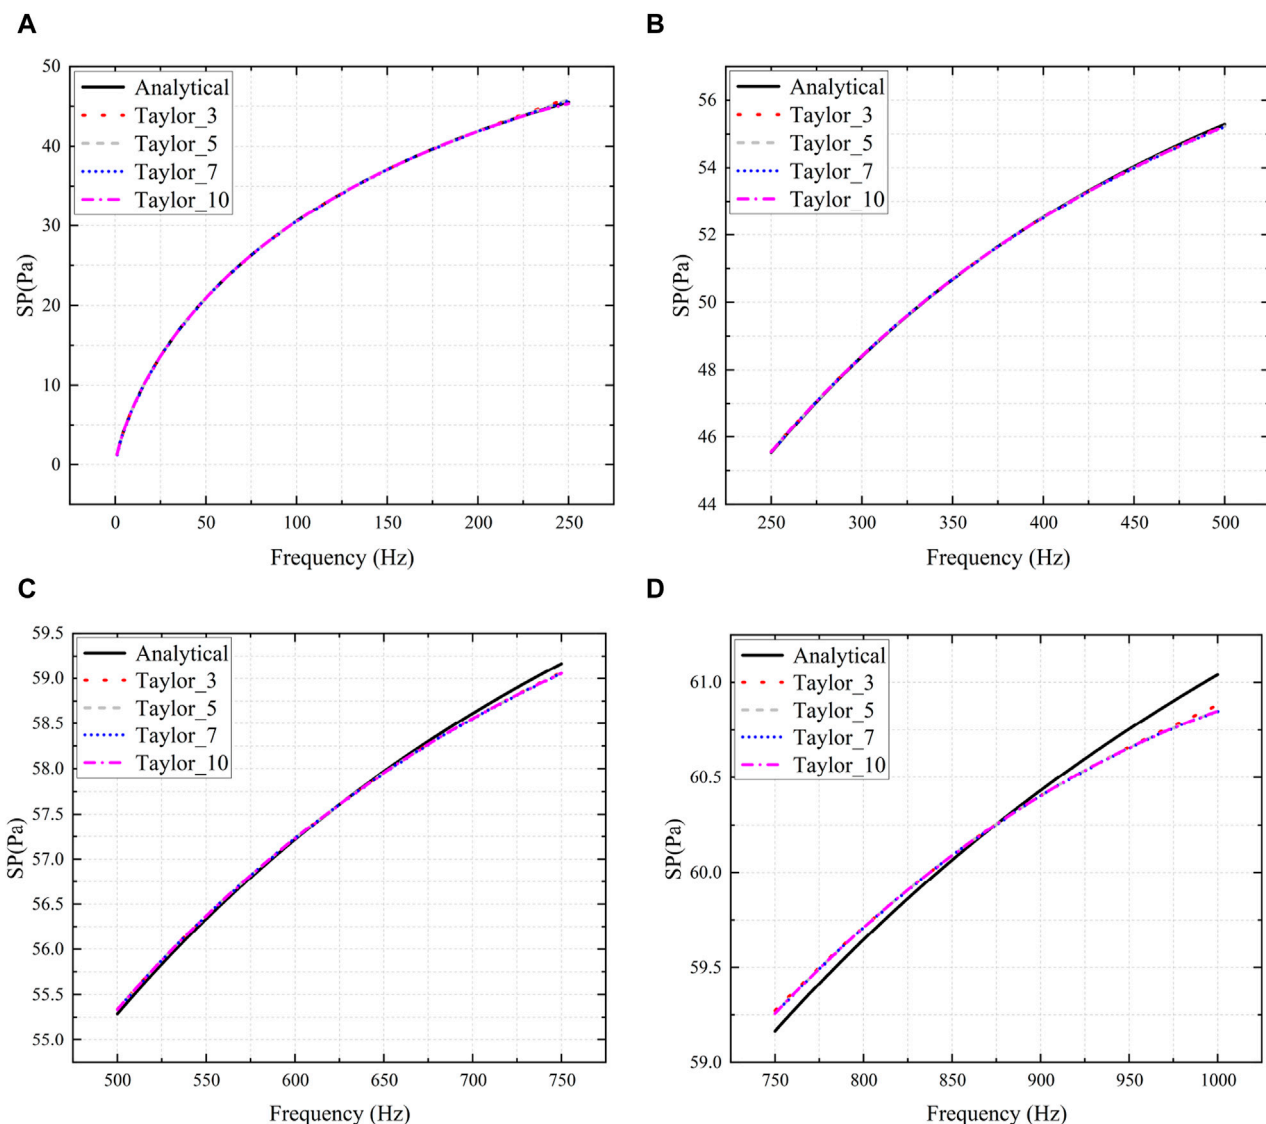 A
50
40
30
20
10
0
SP(Pa)
Analytical
Taylor_3
Taylor_5
Taylor_7
Taylor_10
0 50 100 150 200 250
Frequency (Hz)
B
56
54
52
50
48
46
44
SP(Pa)
Analytical
Taylor_3
Taylor_5
Taylor_7
Taylor_10
250 300 350 400 450 500
Frequency (Hz)
C
59.5
59.0
58.5
58.0
57.5
57.0
56.5
56.0
55.5
55.0
SP(Pa)
Analytical
Taylor_3
Taylor_5
Taylor_7
Taylor_10
500 550 600 650 700 750
Frequency (Hz)
D
61.0
60.5
60.0
59.5
59.0
SP(Pa)
Analytical
Taylor_3
Taylor_5
Taylor_7
Taylor_10
750 800 850 900 950 1000
Frequency (Hz)